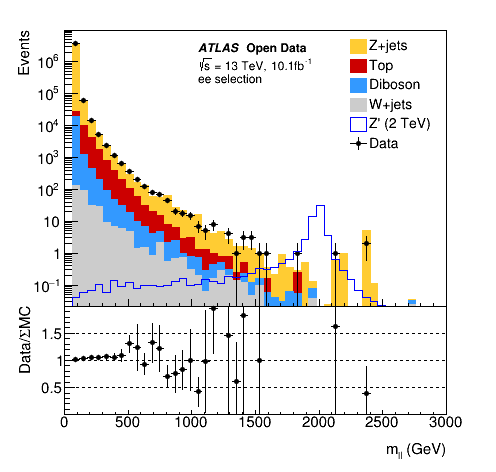 Events
ATLAS Open Data
√s = 13 TeV, 10.1fb⁻¹
ee selection
Z+jets
Top
Diboson
W+jets
Z' (2 TeV)
Data
10⁶
10⁵
10⁴
10³
10²
10
1
10⁻¹
Data/ΣMC
1.5
1
0.5
0 500 1000 1500 2000 2500 3000
m_ll (GeV)